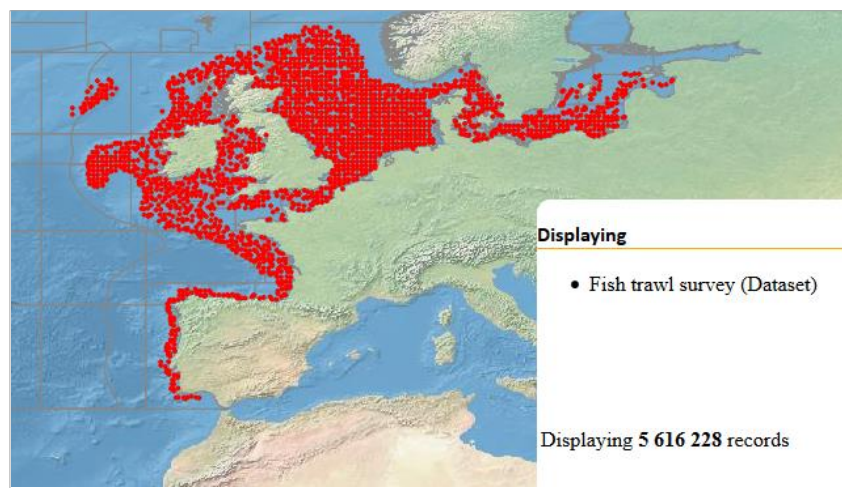 Displaying
• Fish trawl survey (Dataset)
Displaying 5 616 228 records